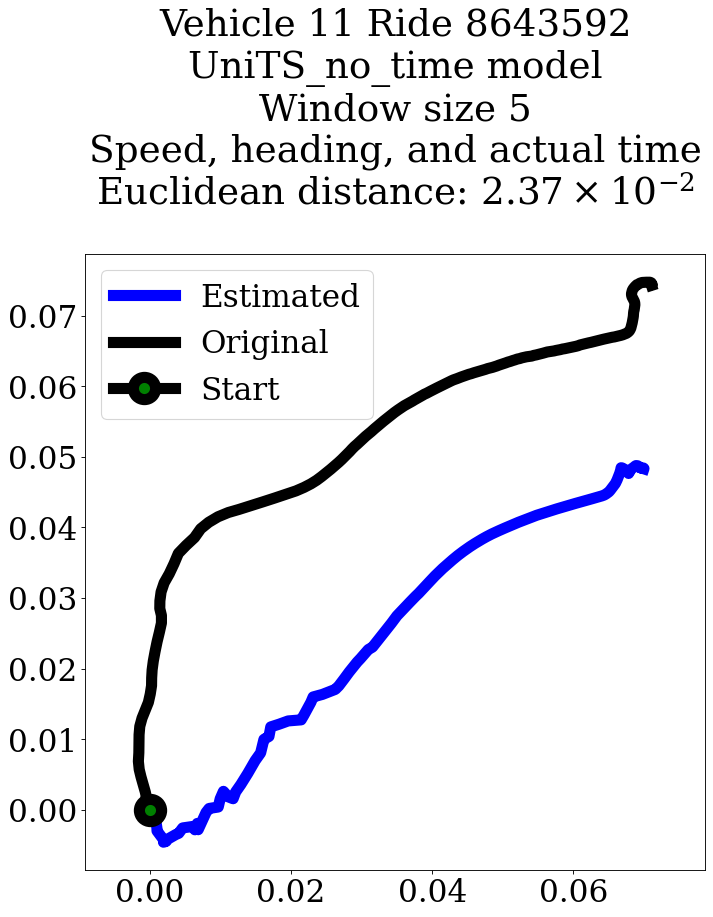 Vehicle 11 Ride 8643592
UniTS_no_time model
Window size 5
Speed, heading, and actual time
Euclidean distance: 2.37 × 10⁻²
Estimated
Original
Start
0.07
0.06
0.05
0.04
0.03
0.02
0.01
0.00
0.00 0.02 0.04 0.06